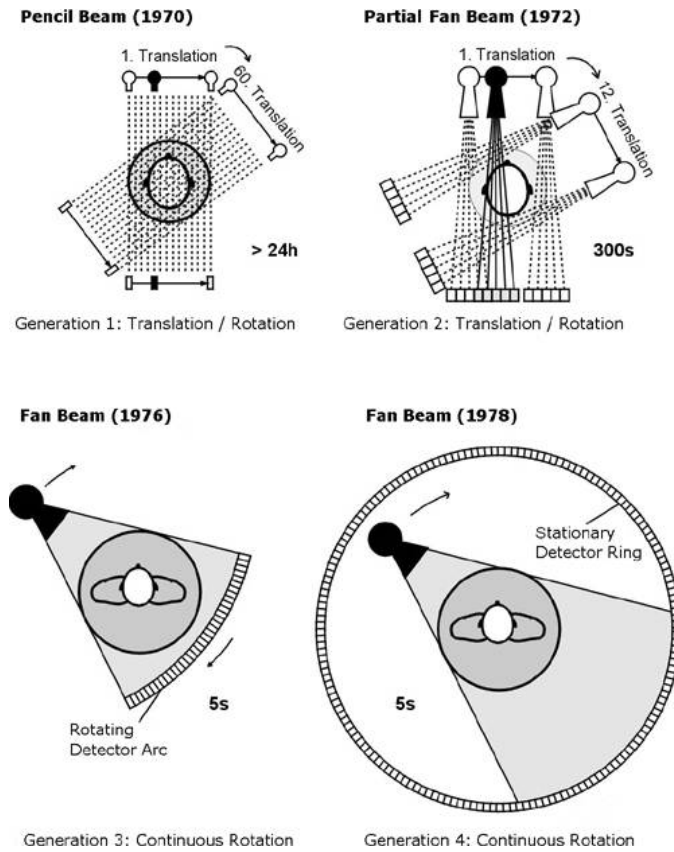 Pencil Beam (1970)
1. Translation
60. Translation
> 24h
Generation 1: Translation / Rotation
Partial Fan Beam (1972)
1. Translation
12. Translation
300s
Generation 2: Translation / Rotation
Fan Beam (1976)
5s
Rotating
Detector Arc
Generation 3: Continuous Rotation
Fan Beam (1978)
Stationary
Detector Ring
5s
Generation 4: Continuous Rotation